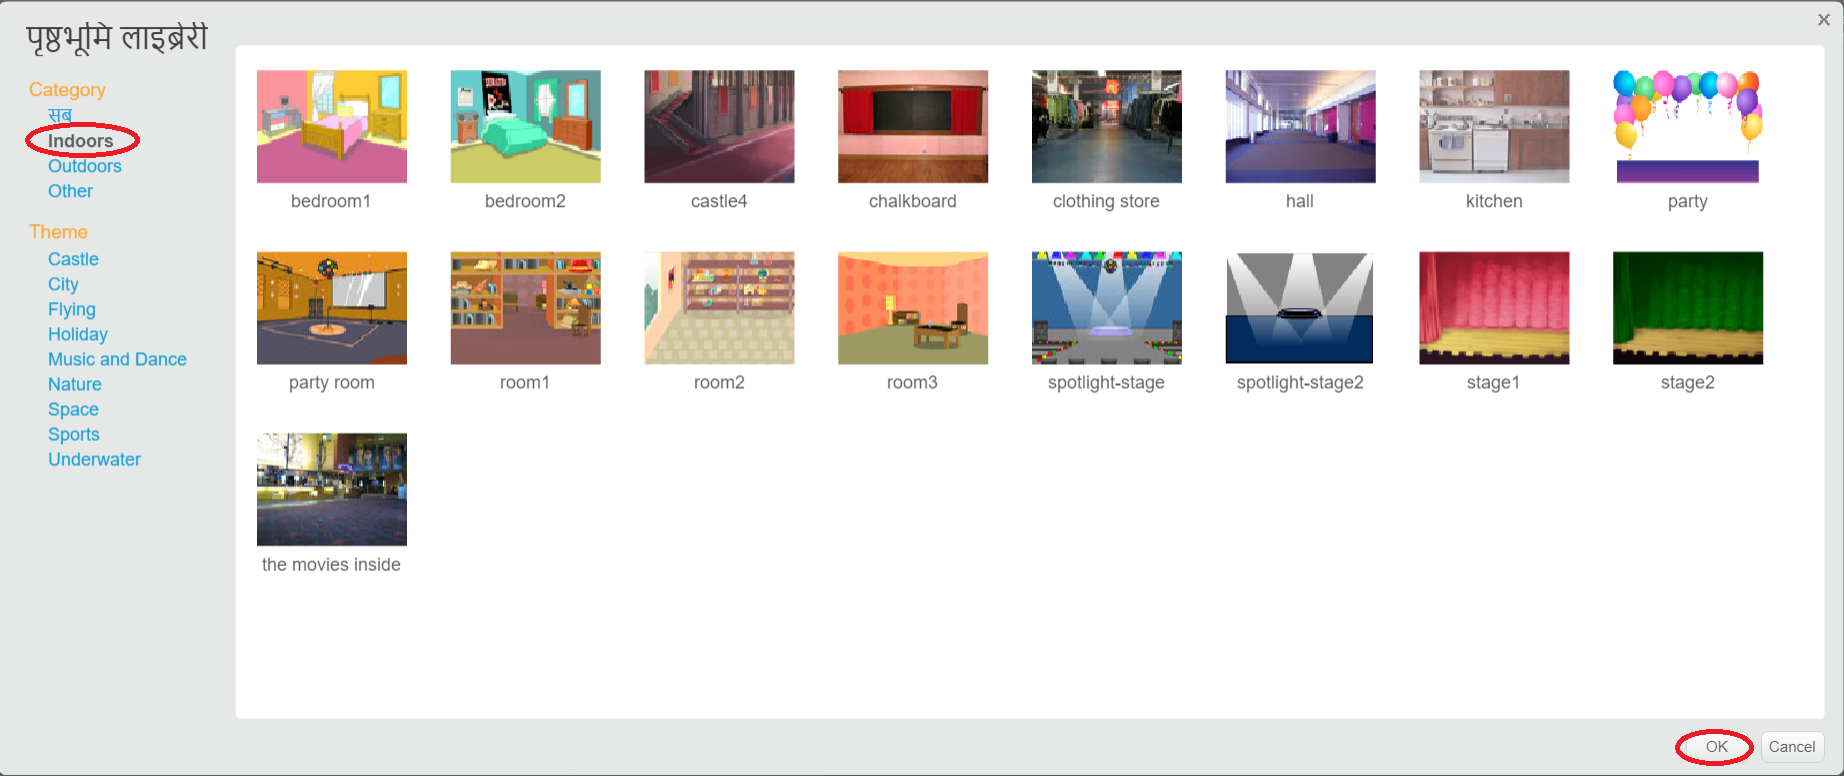 x
पृष्ठभूमि लाइब्रेरी
Category
सब
Indoors
Outdoors
Other
Theme
Castle
City
Flying
Holiday
Music and Dance
Nature
Space
Sports
Underwater
bedroom1 bedroom2 castle4 chalkboard clothing store hall kitchen party
party room room1 room2 room3 spotlight-stage spotlight-stage2 stage1 stage2
the movies inside
OK Cancel